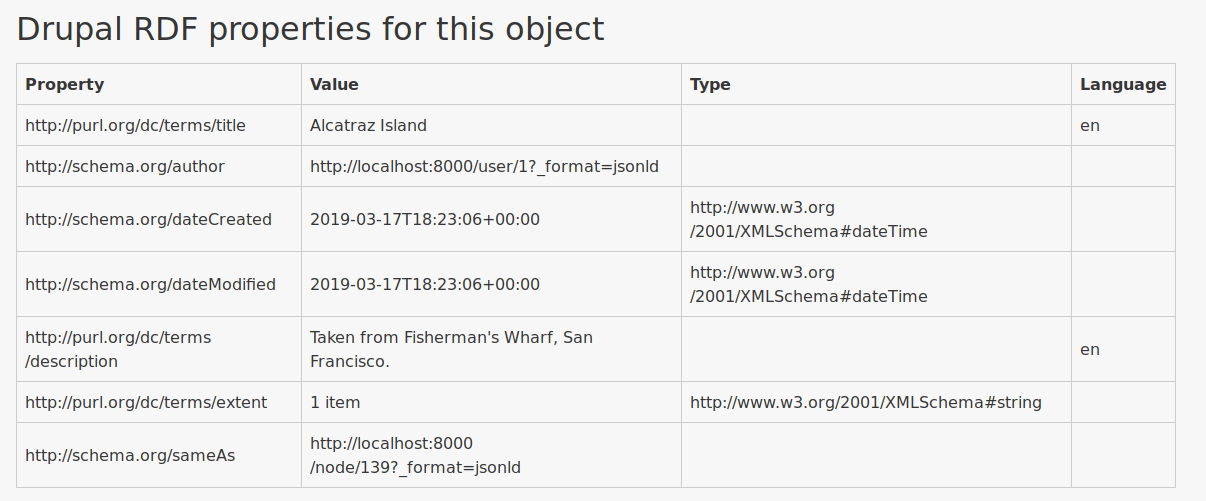 Drupal RDF properties for this object
Property Value Type Language
http://purl.org/dc/terms/title Alcatraz Island en
http://schema.org/author http://localhost:8000/user/1?_format=jsonld
http://schema.org/dateCreated 2019-03-17T18:23:06+00:00 http://www.w3.org
/2001/XMLSchema#dateTime
http://schema.org/dateModified 2019-03-17T18:23:06+00:00 http://www.w3.org
/2001/XMLSchema#dateTime
http://purl.org/dc/terms
/description
Taken from Fisherman's Wharf, San
Francisco.
en
http://purl.org/dc/terms/extent 1 item http://www.w3.org/2001/XMLSchema#string
http://schema.org/sameAs http://localhost:8000
/node/139?_format=jsonld